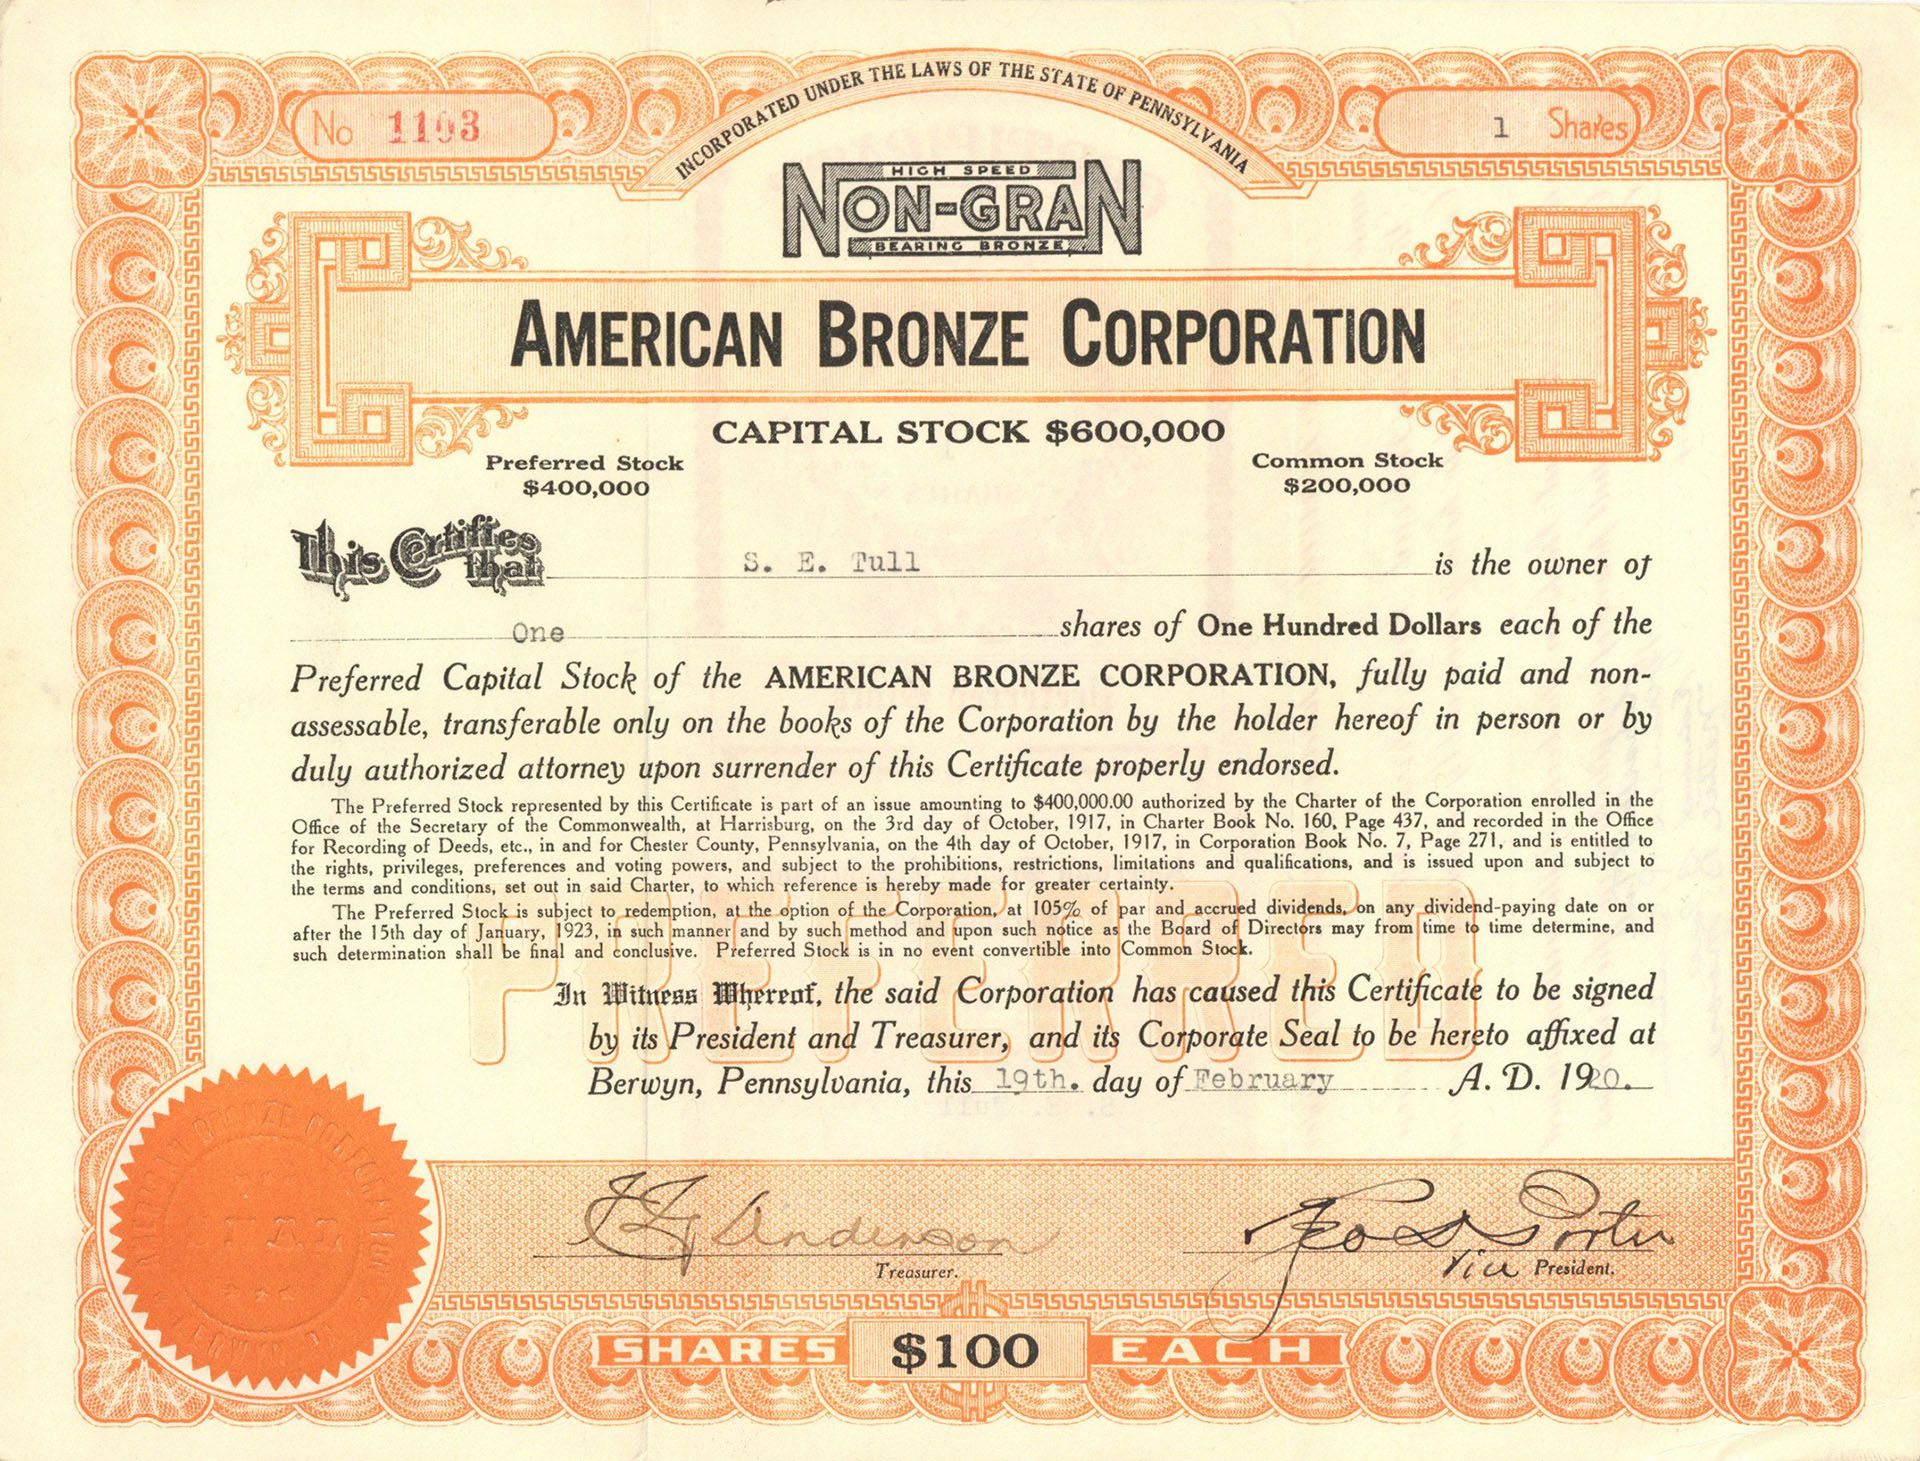 INCORPORATED UNDER THE LAWS OF THE STATE OF PENNSYLVANIA
No 1103
1 Shares
HIGH SPEED
NON-GRAN
BEARING BRONZE
AMERICAN BRONZE CORPORATION
CAPITAL STOCK $600,000
Preferred Stock
$400,000
Common Stock
$200,000
This Certifies that S. E. Tull is the owner of
One shares of One Hundred Dollars each of the
Preferred Capital Stock of the AMERICAN BRONZE CORPORATION, fully paid and non-
assessable, transferable only on the books of the Corporation by the holder hereof in person or by
duly authorized attorney upon surrender of this Certificate properly endorsed.
The Preferred Stock represented by this Certificate is part of an issue amounting to $400,000.00 authorized by the Charter of the Corporation enrolled in the
Office of the Secretary of the Commonwealth, at Harrisburg, on the 3rd day of October, 1917, in Charter Book No. 160, Page 437, and recorded in the Office
for Recording of Deeds, etc., in and for Chester County, Pennsylvania, on the 4th day of October, 1917, in Corporation Book No. 7, Page 271, and is entitled to
the rights, privileges, preferences and voting powers, and subject to the prohibitions, restrictions, limitations and qualifications, and is issued upon and subject to
the terms and conditions, set out in said Charter, to which reference is hereby made for greater certainty.
The Preferred Stock is subject to redemption, at the option of the Corporation, at 105% of par and accrued dividends, on any dividend-paying date on or
after the 15th day of January, 1923, in such manner and by such method and upon such notice as the Board of Directors may from time to time determine, and
such determination shall be final and conclusive. Preferred Stock is in no event convertible into Common Stock.
PREFERRED
In Witness Whereof, the said Corporation has caused this Certificate to be signed
by its President and Treasurer, and its Corporate Seal to be hereto affixed at
Berwyn, Pennsylvania, this 19th. day of February A. D. 1920.
AMERICAN BRONZE CORPORATION
SEAL
BERWYN, PA.
Anderson
Treasurer.
Geo S Porter
Vice President.
SHARES $100 EACH